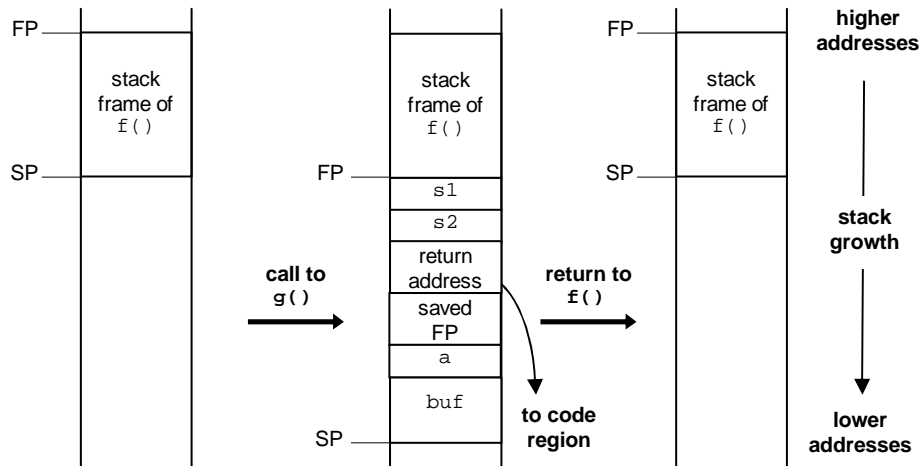 FP
stack
frame of
f()
SP
call to
g()
stack
frame of
f()
FP
s1
s2
return
address
saved
FP
a
buf
SP
return to
f()
to code
region
FP
stack
frame of
f()
SP
higher
addresses
stack
growth
lower
addresses